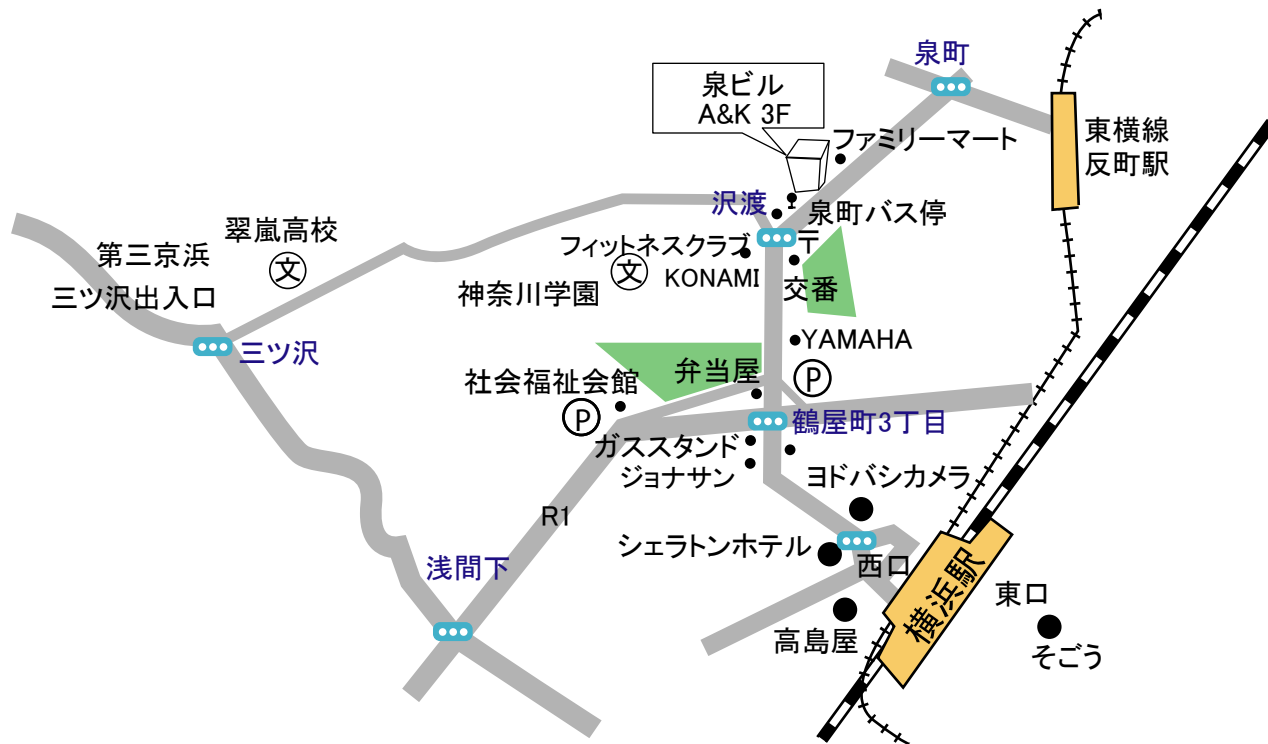 泉町
泉ビル
A&K 3F
ファミリーマート
東横線
反町駅
沢渡
泉町バス停
翠嵐高校
文
第三京浜
三ツ沢出入口
フィットネスクラブ
〒
文
KONAMI
交番
神奈川学園
三ツ沢
YAMAHA
弁当屋
P
社会福祉会館
P
鶴屋町3丁目
ガススタンド
ジョナサン
ヨドバシカメラ
R1
シェラトンホテル
西口
浅間下
横浜駅
東口
高島屋
そごう